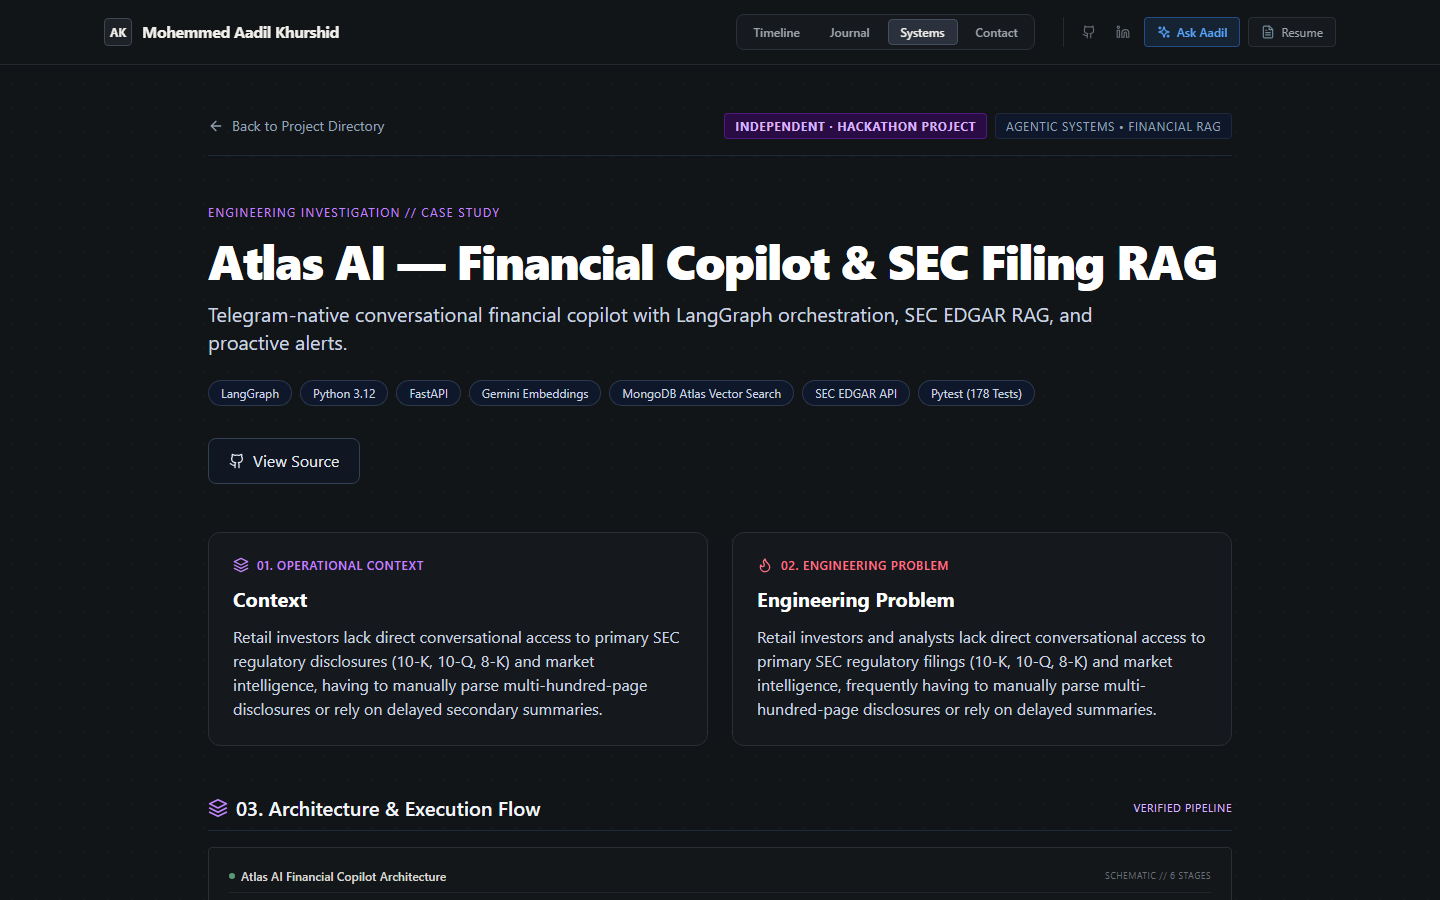 AK
Mohemmed Aadil Khurshid
Timeline
Journal
Systems
Contact
Ask Aadil
Resume
Back to Project Directory
INDEPENDENT · HACKATHON PROJECT
AGENTIC SYSTEMS • FINANCIAL RAG
ENGINEERING INVESTIGATION // CASE STUDY
Atlas AI — Financial Copilot & SEC Filing RAG
Telegram-native conversational financial copilot with LangGraph orchestration, SEC EDGAR RAG, and
proactive alerts.
LangGraph
Python 3.12
FastAPI
Gemini Embeddings
MongoDB Atlas Vector Search
SEC EDGAR API
Pytest (178 Tests)
View Source
01. OPERATIONAL CONTEXT
Context
Retail investors lack direct conversational access to primary SEC
regulatory disclosures (10-K, 10-Q, 8-K) and market
intelligence, having to manually parse multi-hundred-page
disclosures or rely on delayed secondary summaries.
02. ENGINEERING PROBLEM
Engineering Problem
Retail investors and analysts lack direct conversational access to
primary SEC regulatory filings (10-K, 10-Q, 8-K) and market
intelligence, frequently having to manually parse multi-
hundred-page disclosures or rely on delayed summaries.
03. Architecture & Execution Flow
VERIFIED PIPELINE
Atlas AI Financial Copilot Architecture
SCHEMATIC // 6 STAGES